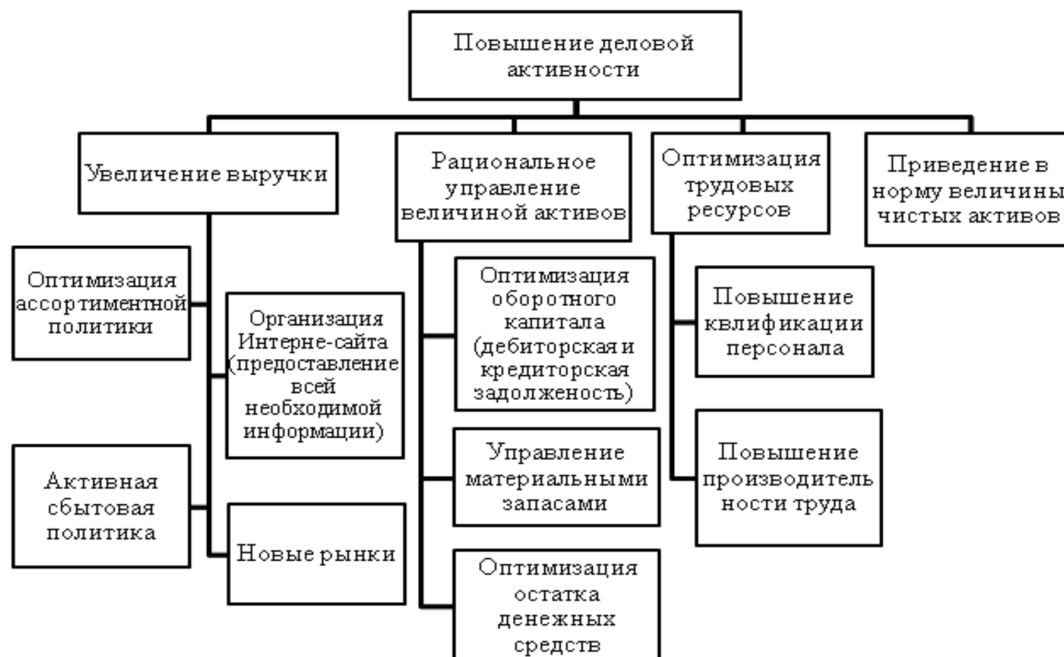 Повышение деловой
активности
Увеличение выручки
Рациональное
управление
величиной активов
Оптимизация
трудовых
ресурсов
Приведение в
норму величины
чистых активов
Оптимизация
ассортиментной
политики
Организация
Интерне-сайта
(предоставление
всей
необходимой
информации)
Активная
сбытовая
политика
Новые рынки
Оптимизация
оборотного
капитала
(дебиторская и
кредиторская
задолженость)
Управление
материальными
запасами
Оптимизация
остатка
денежных
средств
Повышение
квлификации
персонала
Повышение
производитель
ности труда